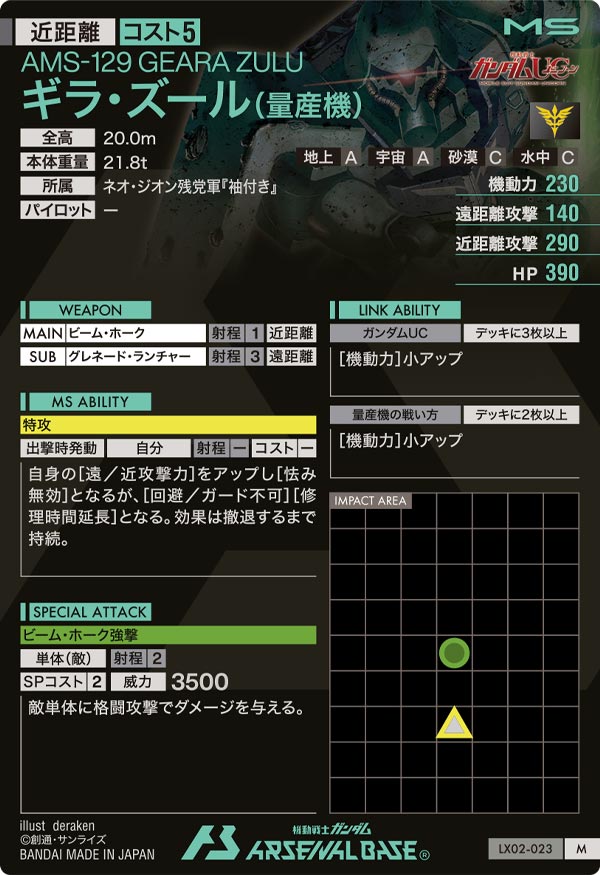 近距離 コスト5 MS
AMS-129 GEARA ZULU
ギラ・ズール(量産機)
機動戦士
ガンダムUC
全高 20.0m
本体重量 21.8t
所属 ネオ・ジオン残党軍『袖付き』
パイロット ー
地上 A 宇宙 A 砂漠 C 水中 C
機動力 230
遠距離攻撃 140
近距離攻撃 290
HP 390
WEAPON
MAIN ビーム・ホーク 射程 1 近距離
SUB グレネード・ランチャー 射程 3 遠距離
MS ABILITY
特攻
出撃時発動 自分 射程 ー コスト ー
自身の[遠／近攻撃力]をアップし[怯み
無効]となるが、[回避／ガード不可][修
理時間延長]となる。効果は撤退するまで
持続。
SPECIAL ATTACK
ビーム・ホーク強撃
単体(敵) 射程 2
SPコスト 2 威力 3500
敵単体に格闘攻撃でダメージを与える。
LINK ABILITY
ガンダムUC デッキに3枚以上
[機動力]小アップ
量産機の戦い方 デッキに2枚以上
[機動力]小アップ
IMPACT AREA
illust deraken
©創通・サンライズ
BANDAI MADE IN JAPAN
機動戦士ガンダム
ARSENAL BASE®
LX02-023 M